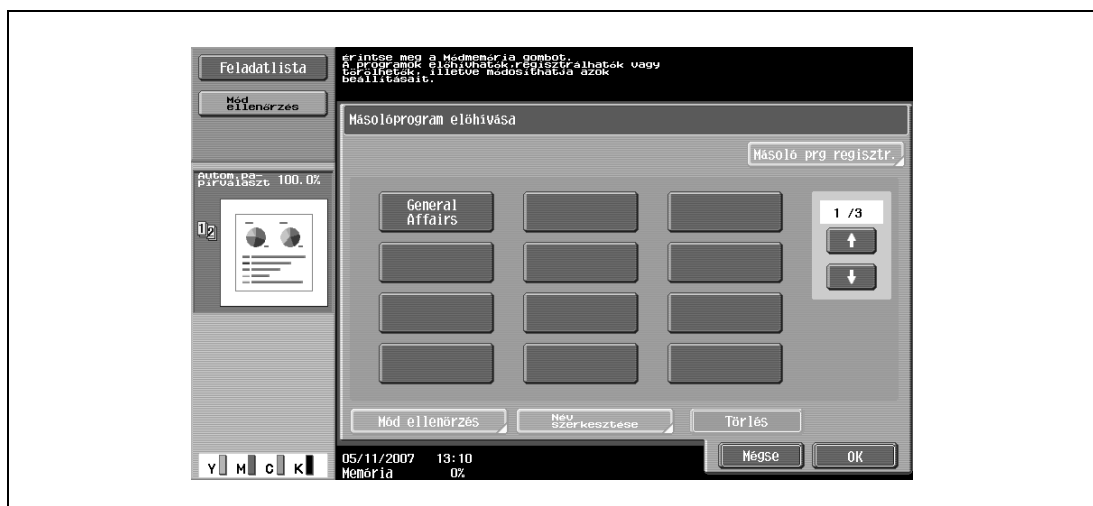 Feladatlista
Mód
ellenőrzés
érintse meg a Módmemória gombot.
A programok előhívhatók,regisztrálhatók vagy
törölhetők, illetve módosíthatja azok
beállításait.
Másolóprogram előhívása
Másoló prg regisztr.
Autom.pa-
pírválaszt 100.0%
1 2
General
Affairs
1 /3
Mód ellenőrzés
Név
szerkesztése
Törlés
Mégse
OK
05/11/2007 13:10
Memória 0%
Y M C K